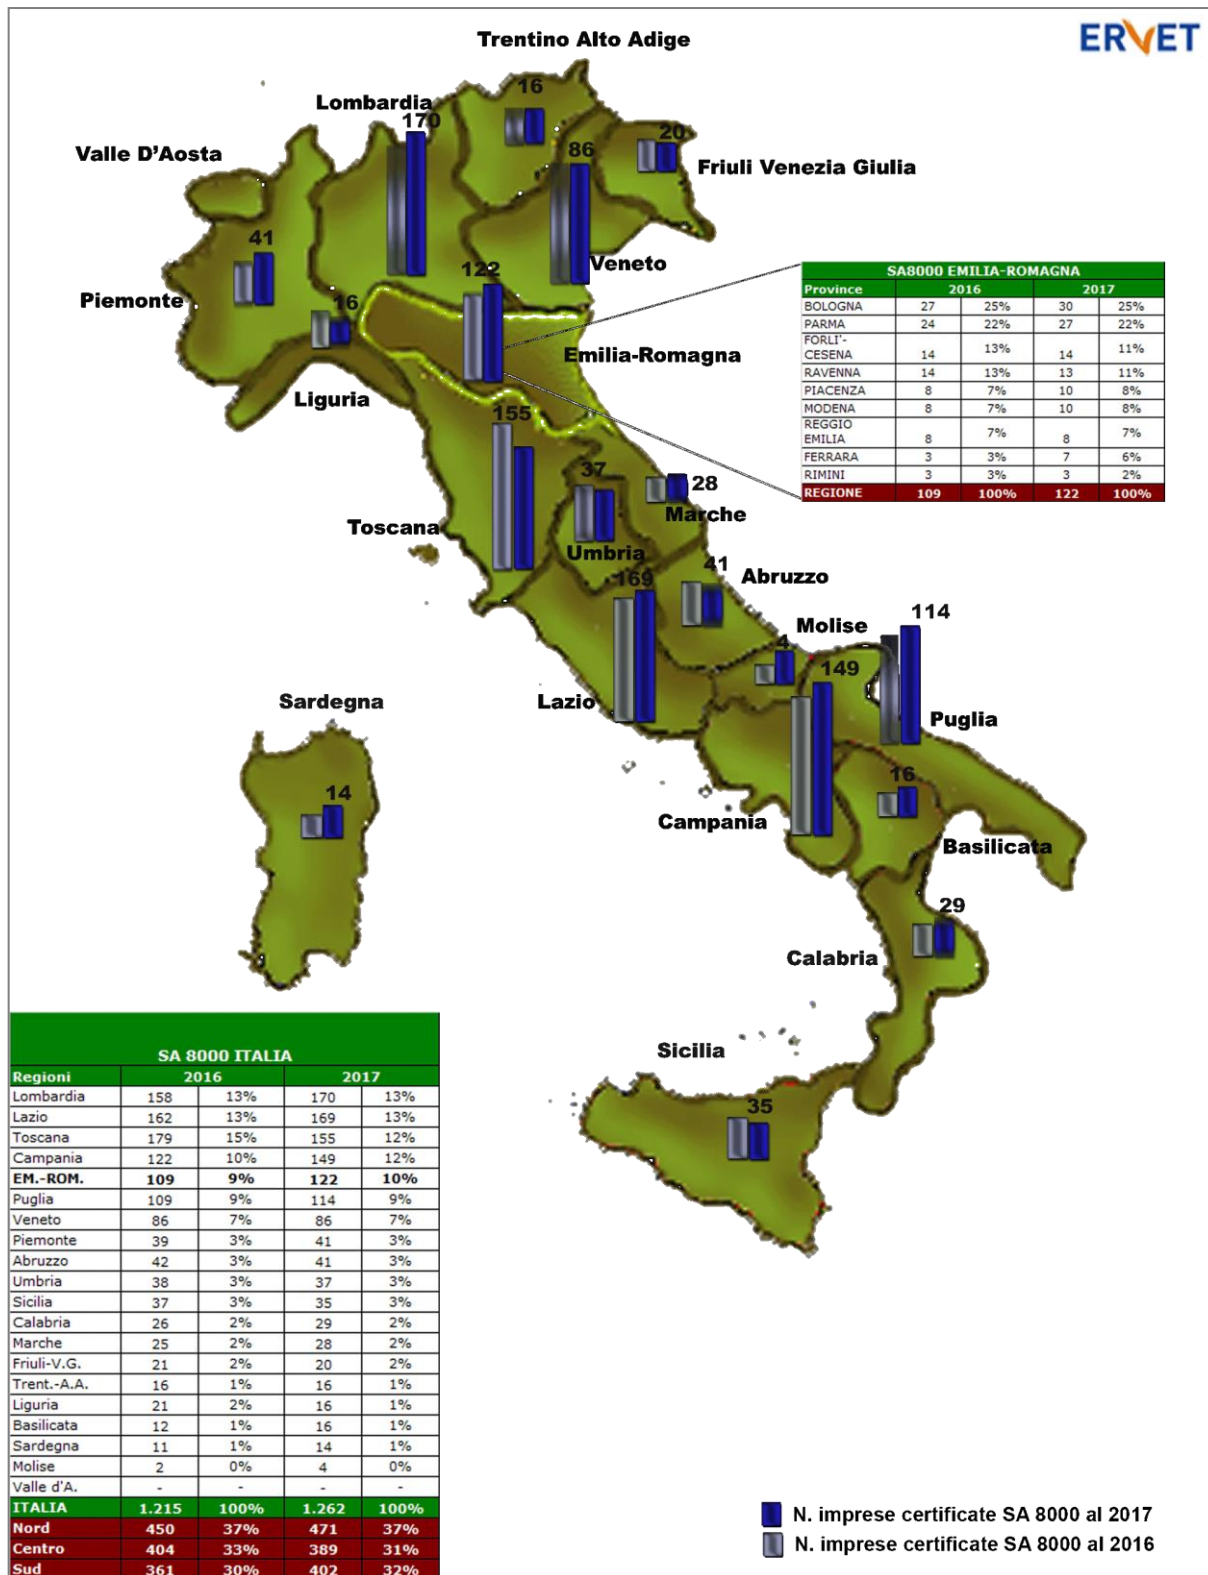 ERVET
Trentino Alto Adige
16
Lombardia
170
20
Valle D'Aosta
86
Friuli Venezia Giulia
41
122
Veneto
Piemonte
16
Emilia-Romagna
Liguria
SA8000 EMILIA-ROMAGNA
Province 2016 2017
BOLOGNA 27 25% 30 25%
PARMA 24 22% 27 22%
FORLI'-
CESENA 14 13% 14 11%
RAVENNA 14 13% 13 11%
PIACENZA 8 7% 10 8%
MODENA 8 7% 10 8%
REGGIO
EMILIA 8 7% 8 7%
FERRARA 3 3% 7 6%
RIMINI 3 3% 3 2%
REGIONE 109 100% 122 100%
155
37
28
Marche
Toscana
Umbria
169
41
Abruzzo
Molise
4
114
149
Lazio
Puglia
Sardegna
14
16
Campania
Basilicata
29
Calabria
Sicilia
35
SA 8000 ITALIA
Regioni 2016 2017
Lombardia 158 13% 170 13%
Lazio 162 13% 169 13%
Toscana 179 15% 155 12%
Campania 122 10% 149 12%
EM.-ROM. 109 9% 122 10%
Puglia 109 9% 114 9%
Veneto 86 7% 86 7%
Piemonte 39 3% 41 3%
Abruzzo 42 3% 41 3%
Umbria 38 3% 37 3%
Sicilia 37 3% 35 3%
Calabria 26 2% 29 2%
Marche 25 2% 28 2%
Friuli-V.G. 21 2% 20 2%
Trent.-A.A. 16 1% 16 1%
Liguria 21 2% 16 1%
Basilicata 12 1% 16 1%
Sardegna 11 1% 14 1%
Molise 2 0% 4 0%
Valle d'A. - - - -
ITALIA 1.215 100% 1.262 100%
Nord 450 37% 471 37%
Centro 404 33% 389 31%
Sud 361 30% 402 32%
N. imprese certificate SA 8000 al 2017
N. imprese certificate SA 8000 al 2016